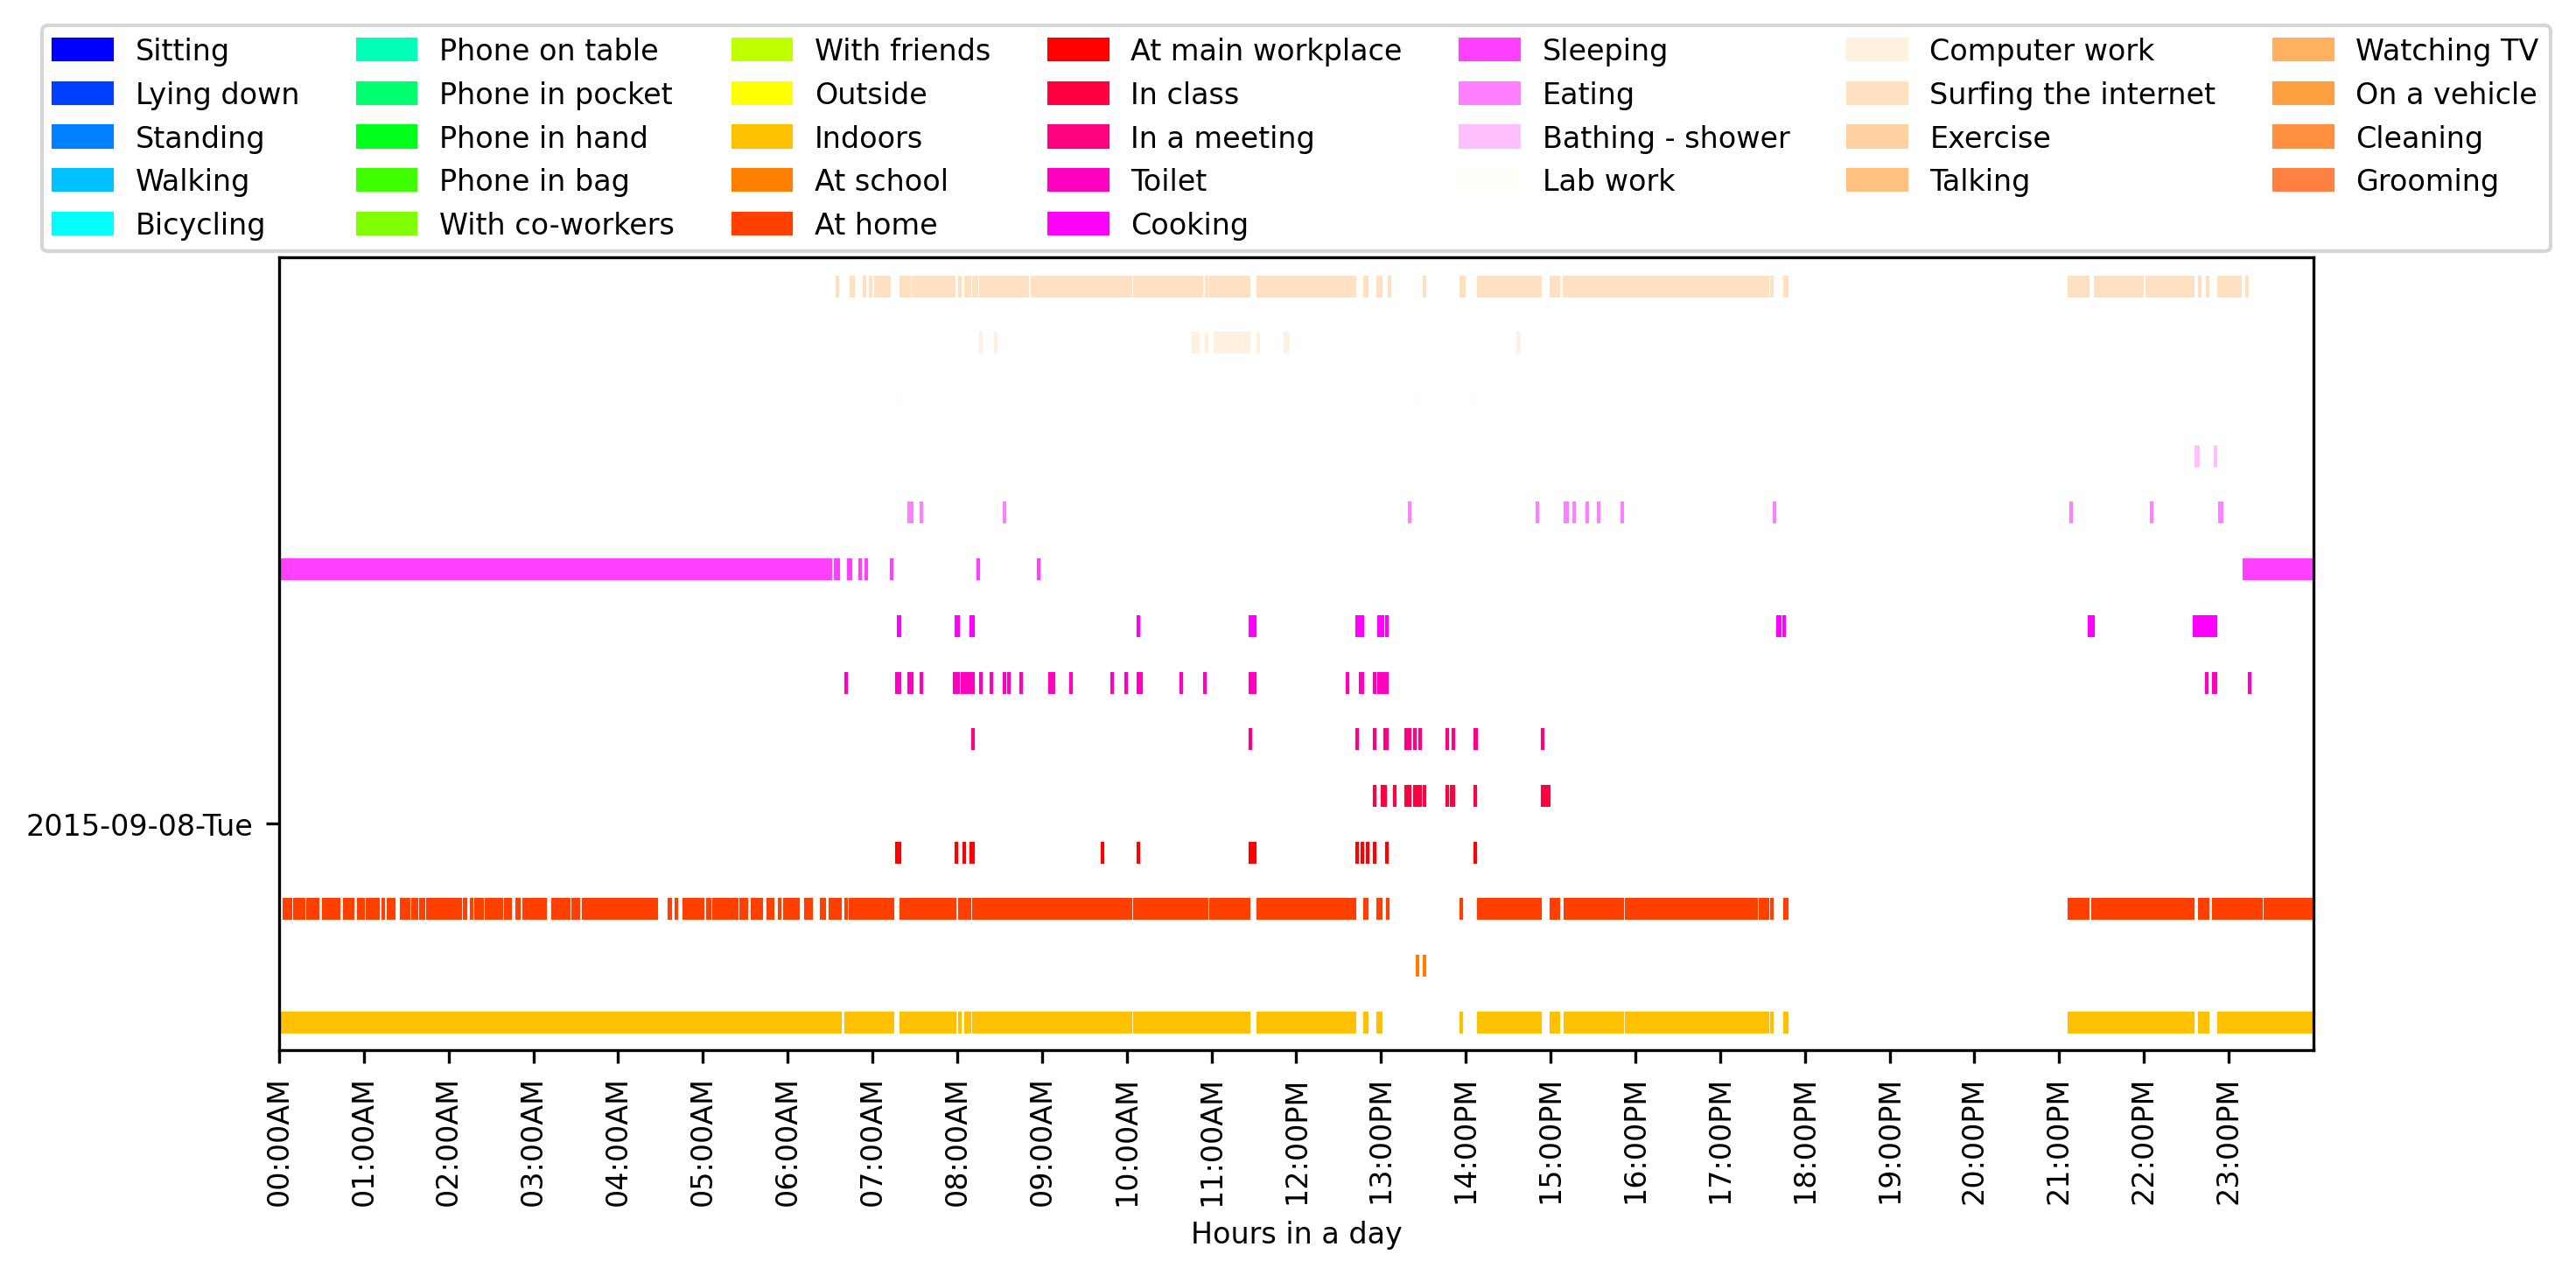 Sitting
Lying down
Standing
Walking
Bicycling
Phone on table
Phone in pocket
Phone in hand
Phone in bag
With co-workers
With friends
Outside
Indoors
At school
At home
At main workplace
In class
In a meeting
Toilet
Cooking
Sleeping
Eating
Bathing - shower
Lab work
Computer work
Surfing the internet
Exercise
Talking
Watching TV
On a vehicle
Cleaning
Grooming
2015-09-08-Tue
00:00AM
01:00AM
02:00AM
03:00AM
04:00AM
05:00AM
06:00AM
07:00AM
08:00AM
09:00AM
10:00AM
11:00AM
12:00PM
13:00PM
14:00PM
15:00PM
16:00PM
17:00PM
18:00PM
19:00PM
20:00PM
21:00PM
22:00PM
23:00PM
Hours in a day